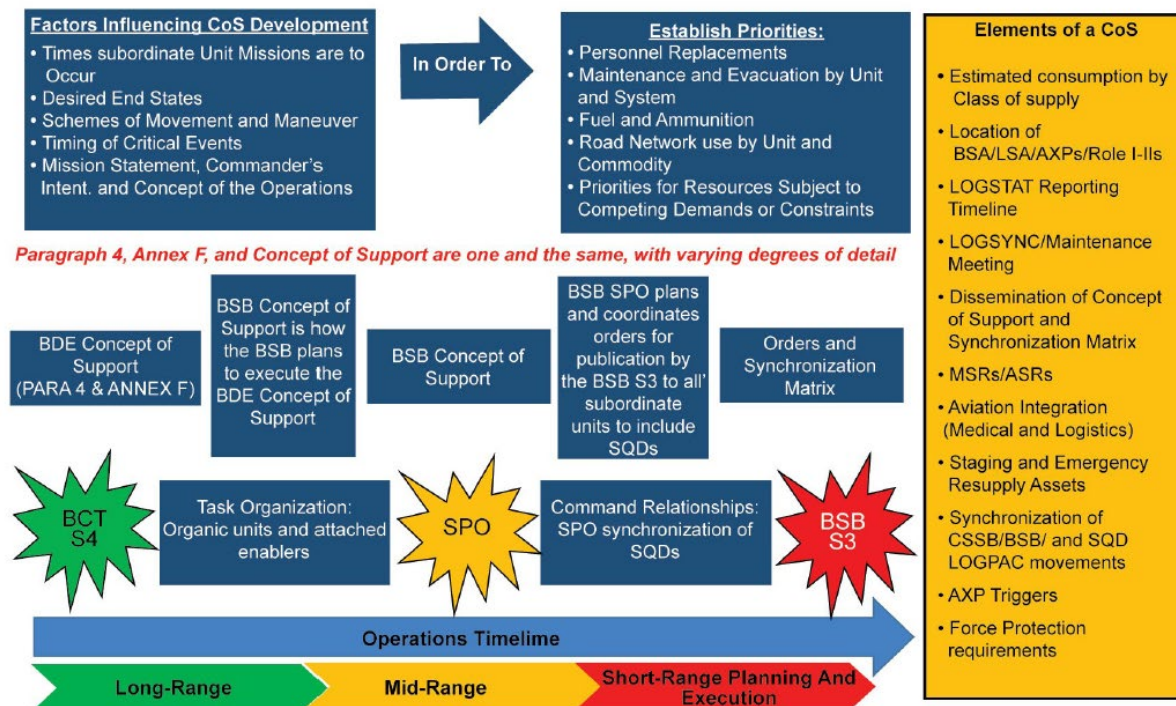 Factors Influencing CoS Development
• Times subordinate Unit Missions are to
Occur
• Desired End States
• Schemes of Movement and Maneuver
• Timing of Critical Events
• Mission Statement, Commander's
Intent. and Concept of the Operations
In Order To
Establish Priorities:
• Personnel Replacements
• Maintenance and Evacuation by Unit
and System
• Fuel and Ammunition
• Road Network use by Unit and
Commodity
• Priorities for Resources Subject to
Competing Demands or Constraints
Paragraph 4, Annex F, and Concept of Support are one and the same, with varying degrees of detail
BDE Concept of
Support
(PARA 4 & ANNEX F)
BSB Concept of
Support is how
the BSB plans
to execute the
BDE Concept of
Support
BSB Concept of
Support
BSB SPO plans
and coordinates
orders for
publication by
the BSB S3 to all'
subordinate
units to include
SQDs
Orders and
Synchronization
Matrix
BCT
S4
Task Organization:
Organic units and attached
enablers
SPO
Command Relationships:
SPO synchronization of
SQDs
BSB
S3
Operations Timelime
Long-Range
Mid-Range
Short-Range Planning And
Execution
Elements of a CoS
• Estimated consumption by
Class of supply
• Location of
BSA/LSA/AXPs/Role I-IIs
• LOGSTAT Reporting
Timeline
• LOGSYNC/Maintenance
Meeting
• Dissemination of Concept
of Support and
Synchronization Matrix
• MSRs/ASRs
• Aviation Integration
(Medical and Logistics)
• Staging and Emergency
Resupply Assets
• Synchronization of
CSSB/BSB/ and SQD
LOGPAC movements
• AXP Triggers
• Force Protection
requirements